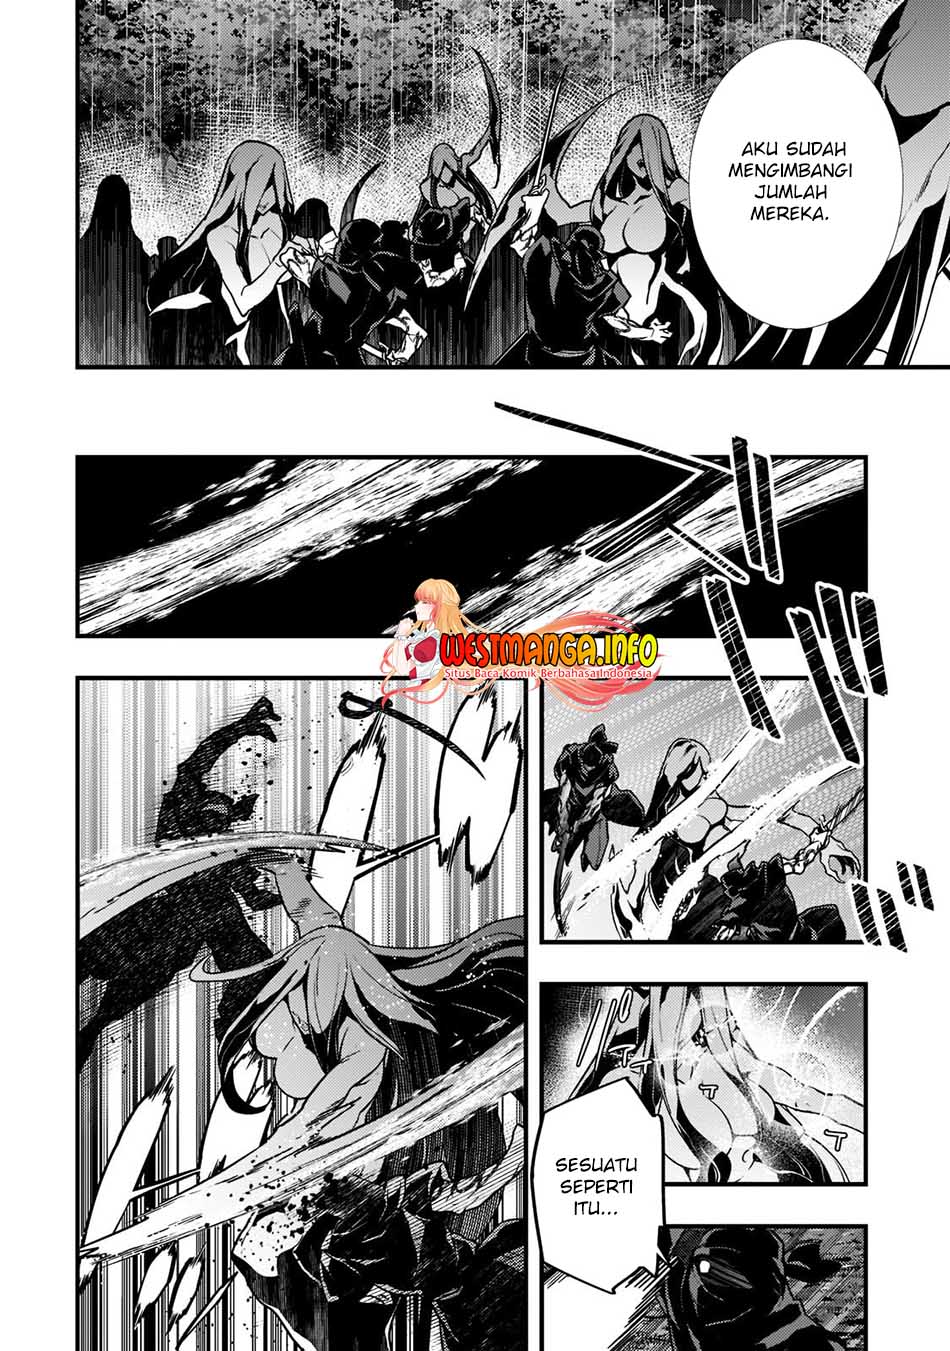 AKU SUDAH
MENGIMBANGI
JUMLAH
MEREKA.
WESTMANGA.INFO
Situs Baca Komik Berbahasa Indonesia
SESUATU
SEPERTI
ITU...